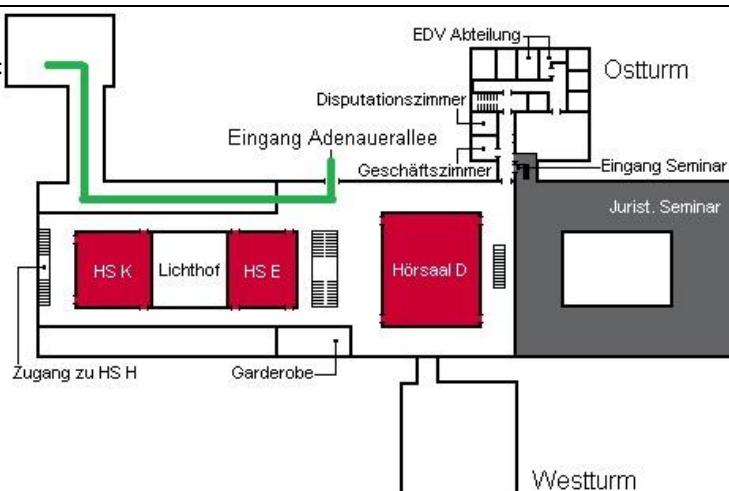 EDV Abteilung
Ostturm
Disputationszimmer
Eingang Adenauerallee
Geschäftszimmer
Eingang Seminar
Jurist. Seminar
HS K
Lichthof
HS E
Hörsaal D
Zugang zu HS H
Garderobe
Westturm